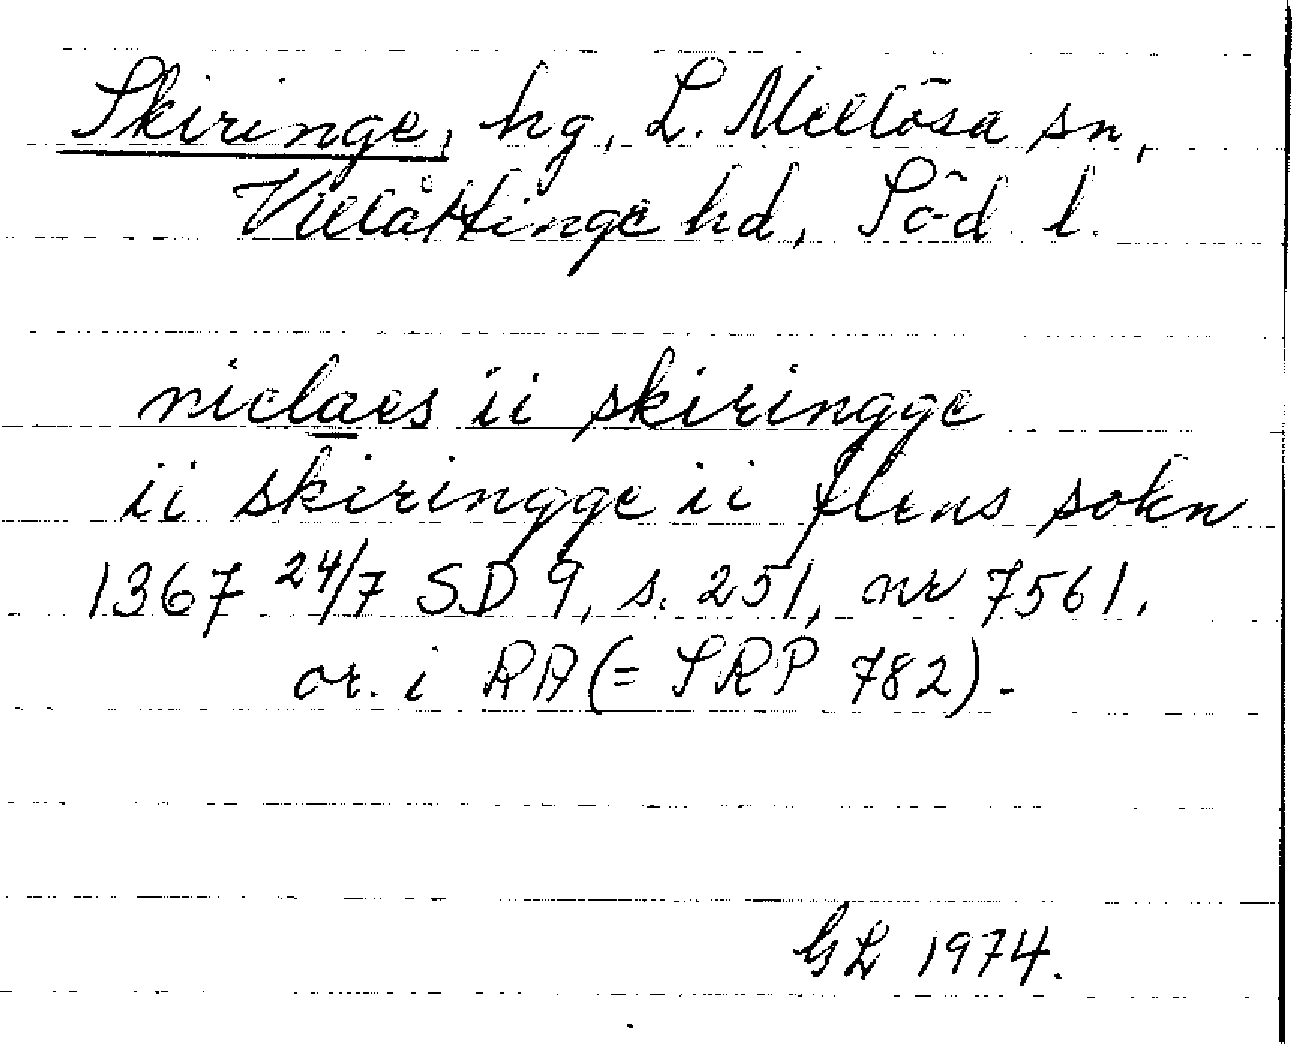 Skiringe, hg, L. Mellösa sn,
Villåttinge hd, Söd l.
niclaes ii skiringge
ii skiringge ii flens sokn
1367 24/7 SD 9, s. 251, nr 7561.
or. i RA (= SRP 782).
GL 1974.